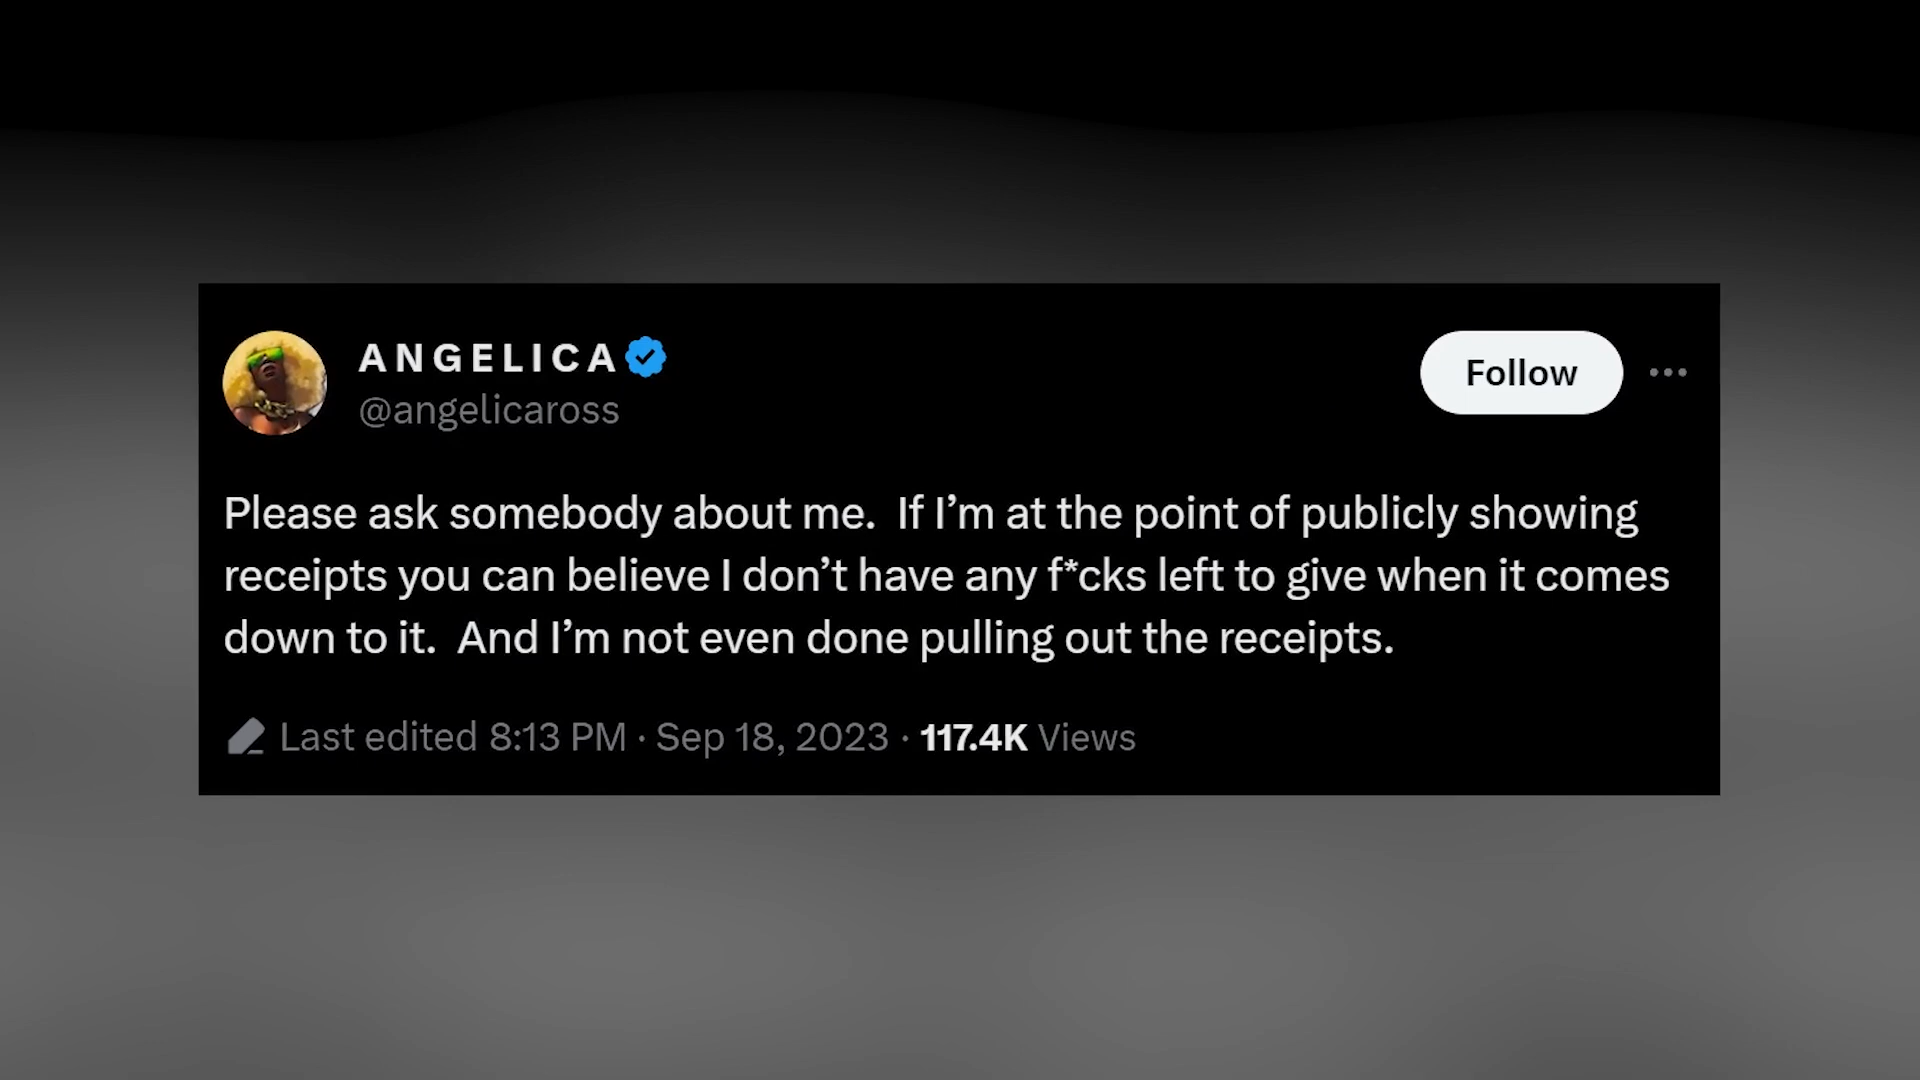 ANGELICA
@angelicaross
Follow
Please ask somebody about me.  If I’m at the point of publicly showing
receipts you can believe I don’t have any f*cks left to give when it comes
down to it.  And I’m not even done pulling out the receipts.
Last edited 8:13 PM · Sep 18, 2023 · 117.4K Views